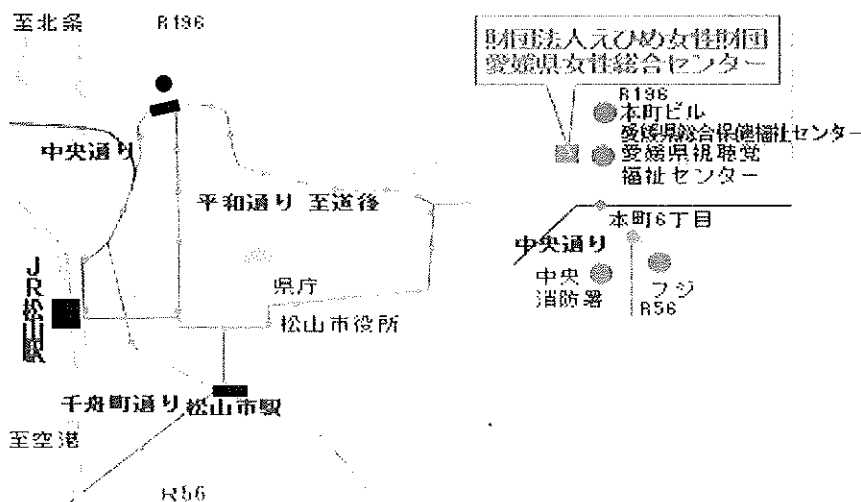 至北条
R196
中央通り
平和通り 至道後
JR松山駅
県庁
松山市役所
千舟町通り
松山市駅
至空港
R56
財団法人えひめ女性財団
愛媛県女性総合センター
R196
本町ビル
愛媛県総合保健福祉センター
愛媛県視聴覚
福祉センター
本町6丁目
中央通り
中央
消防署
フジ
R56